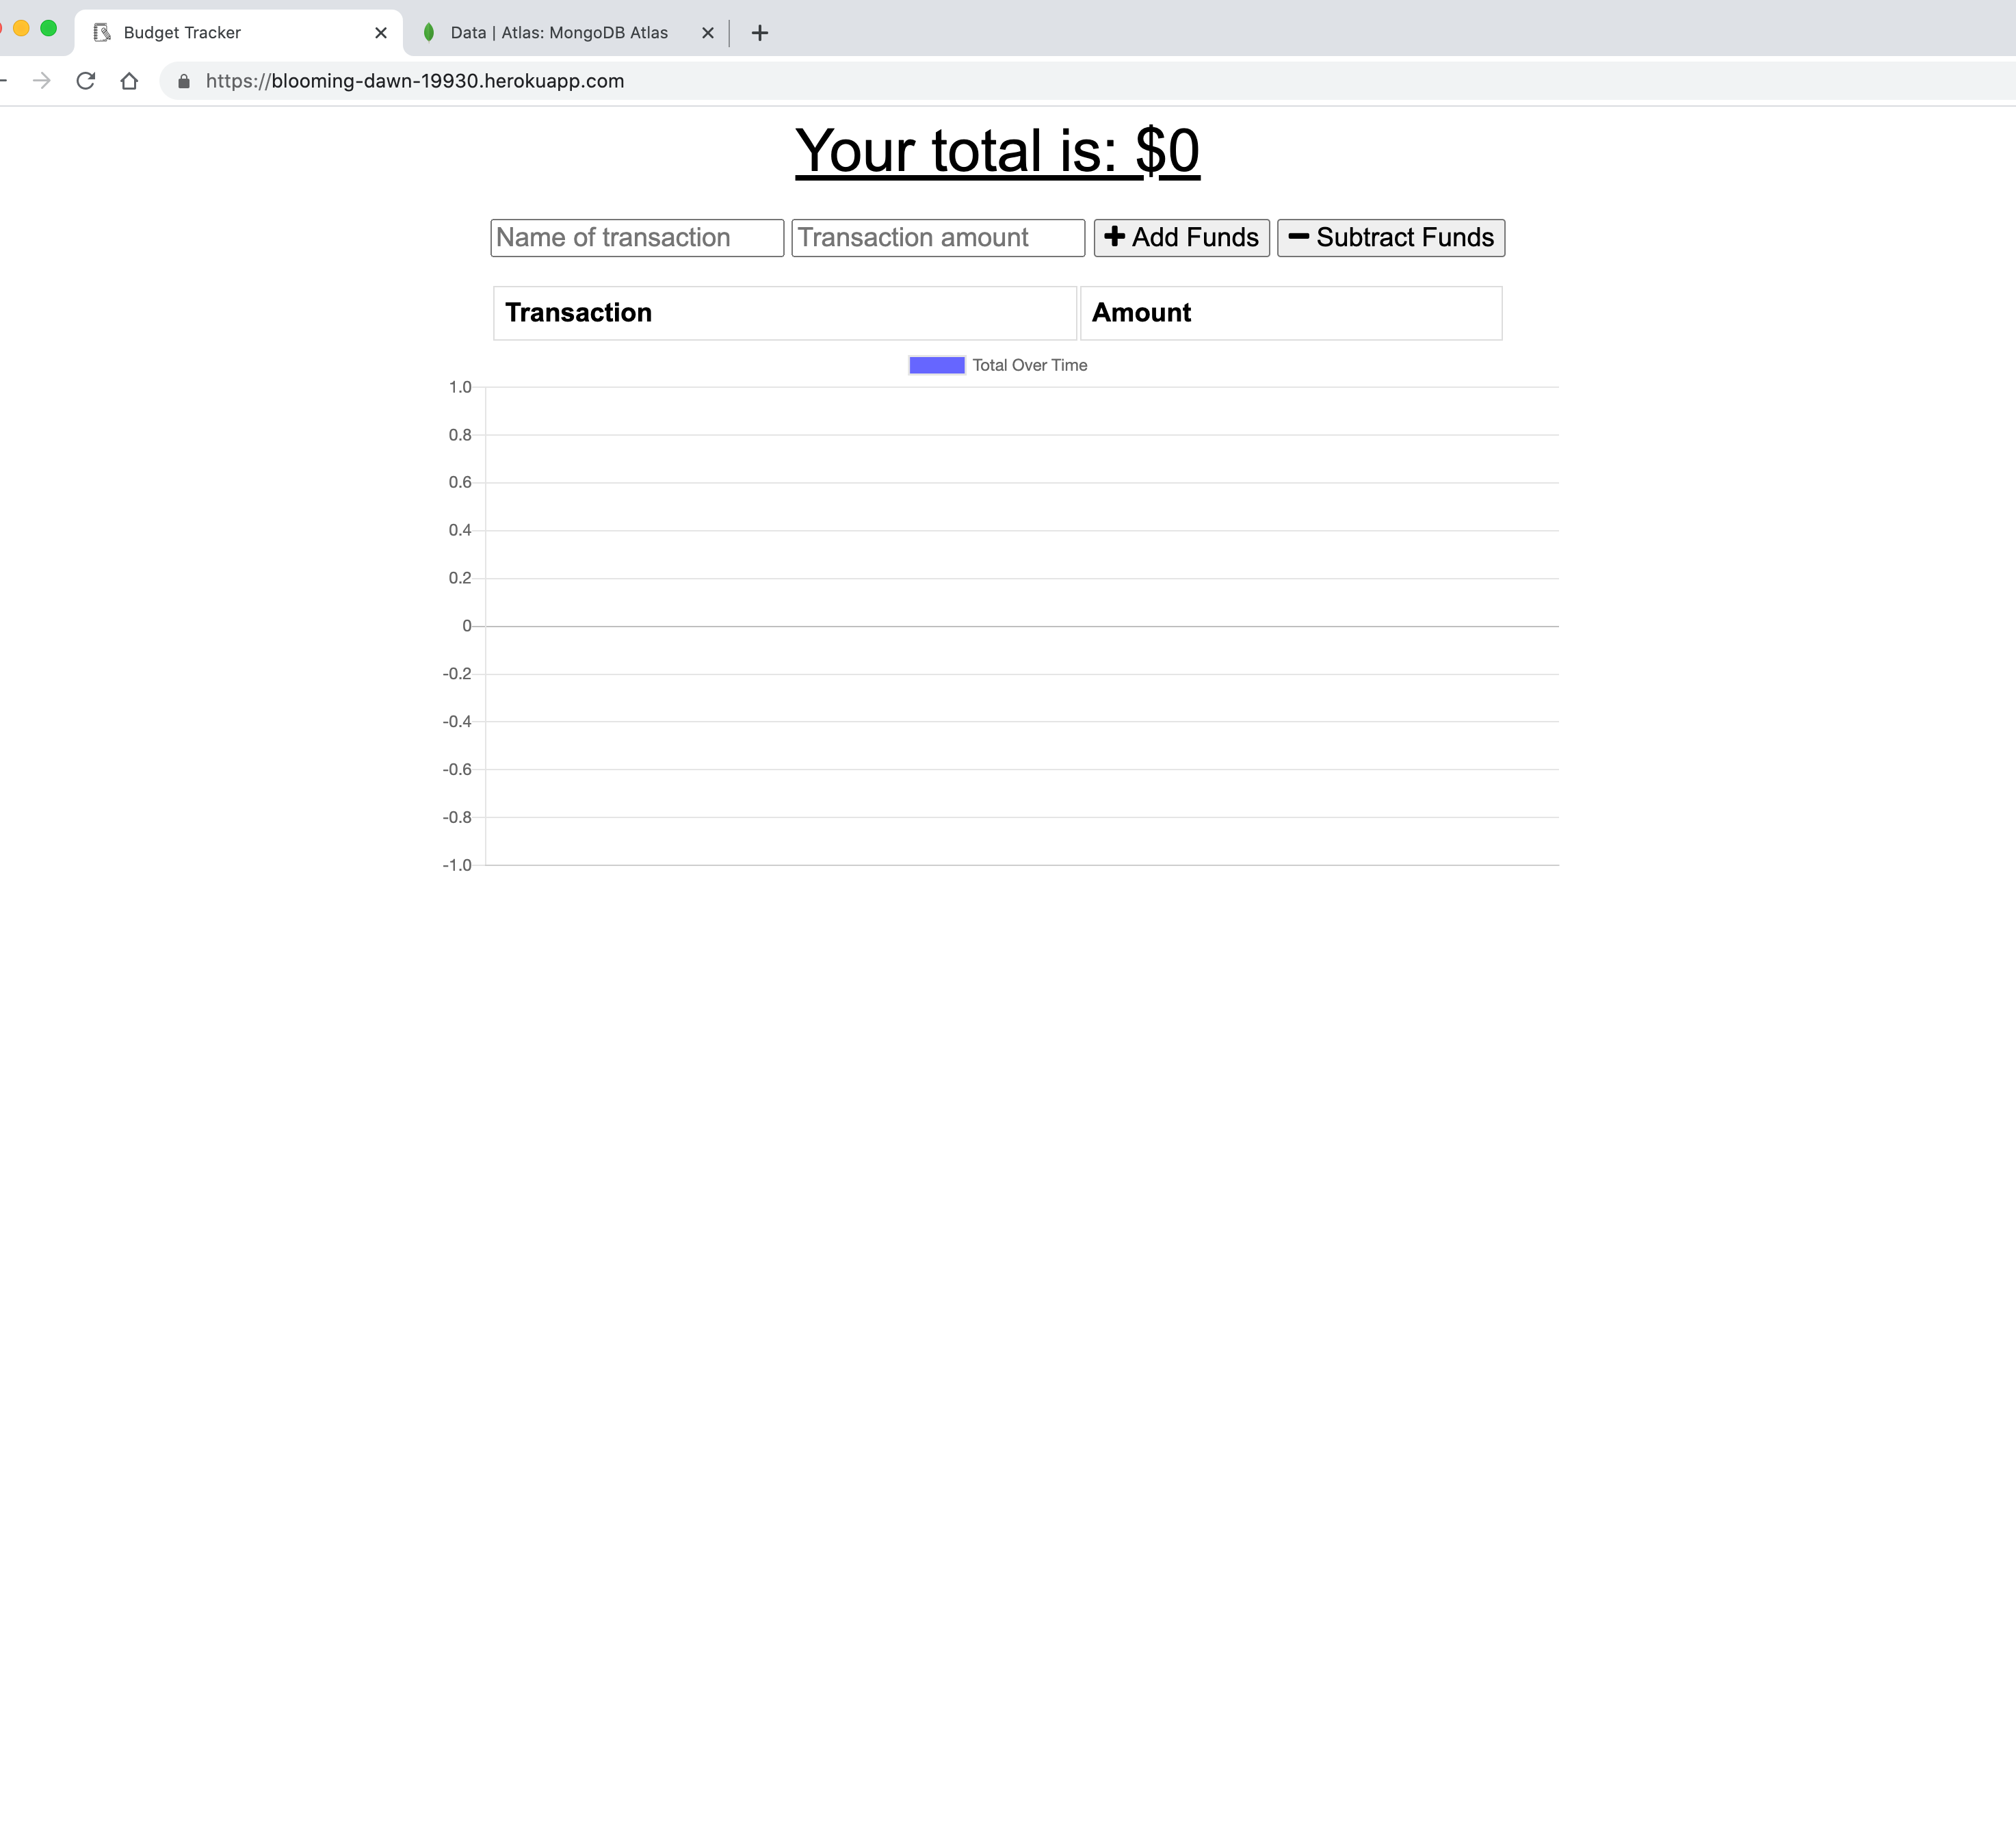 Budget Tracker
Data | Atlas: MongoDB Atlas
https://blooming-dawn-19930.herokuapp.com
Your total is: $0
Name of transaction Transaction amount Add Funds Subtract Funds
Transaction Amount
Total Over Time
1.0
0.8
0.6
0.4
0.2
0
-0.2
-0.4
-0.6
-0.8
-1.0